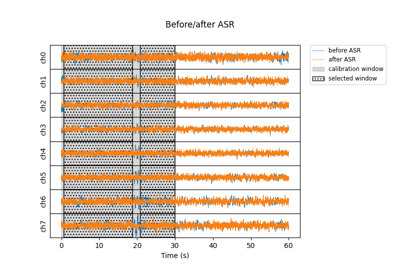 Before/after ASR
before ASR
after ASR
calibration window
selected window
ch0
ch1
ch2
ch3
ch4
ch5
ch6
ch7
0 10 20 30 40 50 60
Time (s)